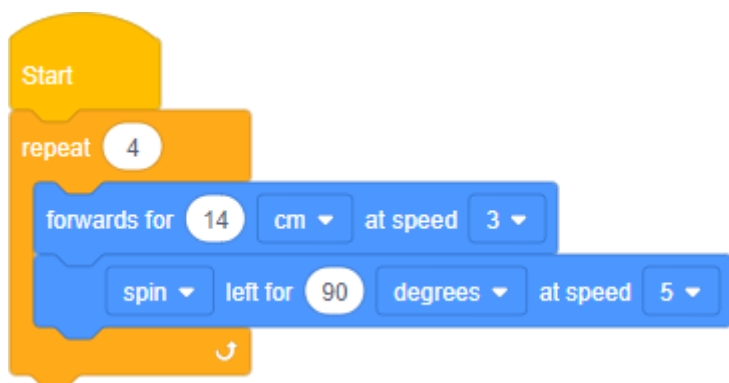 Start
repeat 4
forwards for 14 cm at speed 3
spin left for 90 degrees at speed 5